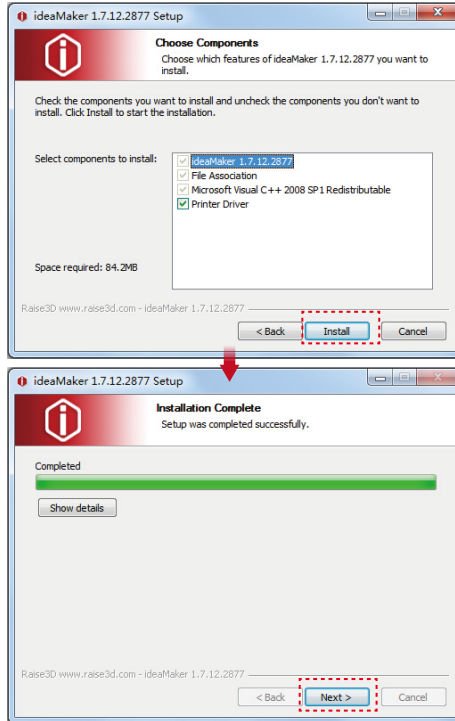 ideaMaker 1.7.12.2877 Setup
Choose Components
Choose which features of ideaMaker 1.7.12.2877 you want to
install.
Check the components you want to install and uncheck the components you don't want to
install. Click Install to start the installation.
Select components to install:
ideaMaker 1.7.12.2877
File Association
Microsoft Visual C++ 2008 SP1 Redistributable
Printer Driver
Space required: 84.2MB
Raise3D www.raise3d.com - ideaMaker 1.7.12.2877
< Back
Install
Cancel
ideaMaker 1.7.12.2877 Setup
Installation Complete
Setup was completed successfully.
Completed
Show details
Raise3D www.raise3d.com - ideaMaker 1.7.12.2877
< Back
Next >
Cancel